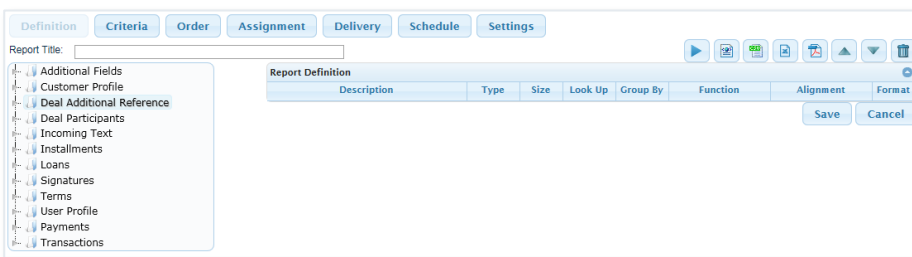 Definition Criteria Order Assignment Delivery Schedule Settings
Report Title:
Additional Fields
Customer Profile
Deal Additional Reference
Deal Participants
Incoming Text
Installments
Loans
Signatures
Terms
User Profile
Payments
Transactions
Report Definition
Description Type Size Look Up Group By Function Alignment Format
Save Cancel